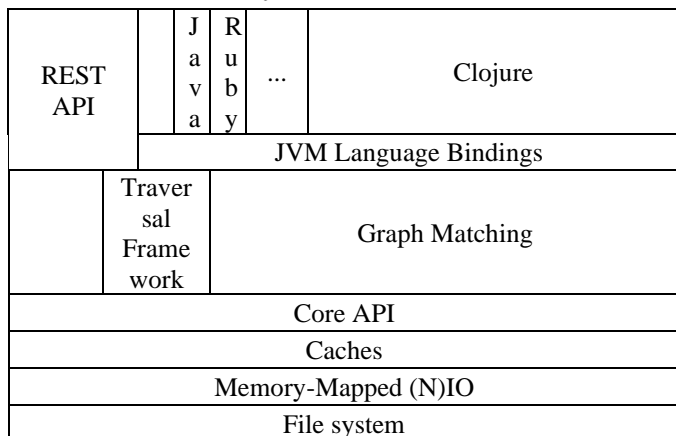 REST
API
J
a
v
a
R
u
b
y
...
Clojure
JVM Language Bindings
Traver
sal
Frame
work
Graph Matching
Core API
Caches
Memory-Mapped (N)IO
File system